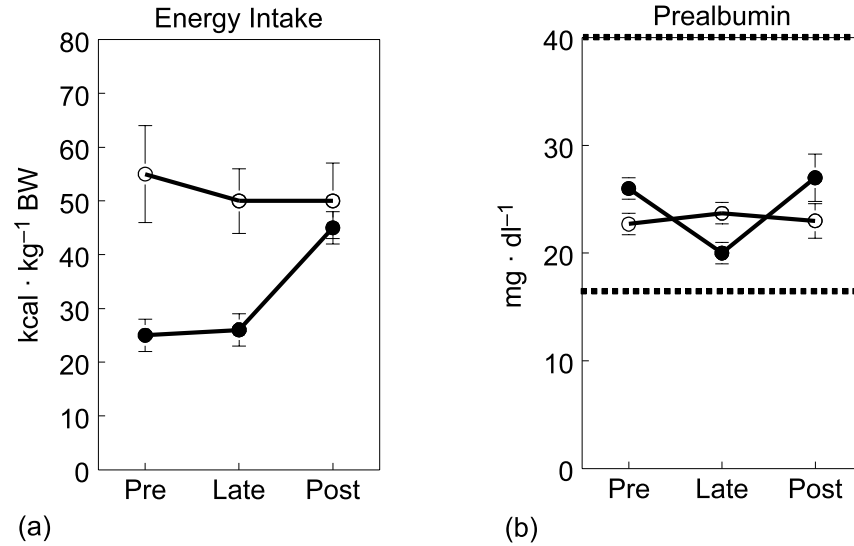 Energy Intake
80
70
60
50
40
30
20
10
0
kcal · kg⁻¹ BW
Pre Late Post
(a)
Prealbumin
40
30
20
10
0
mg · dl⁻¹
Pre Late Post
(b)